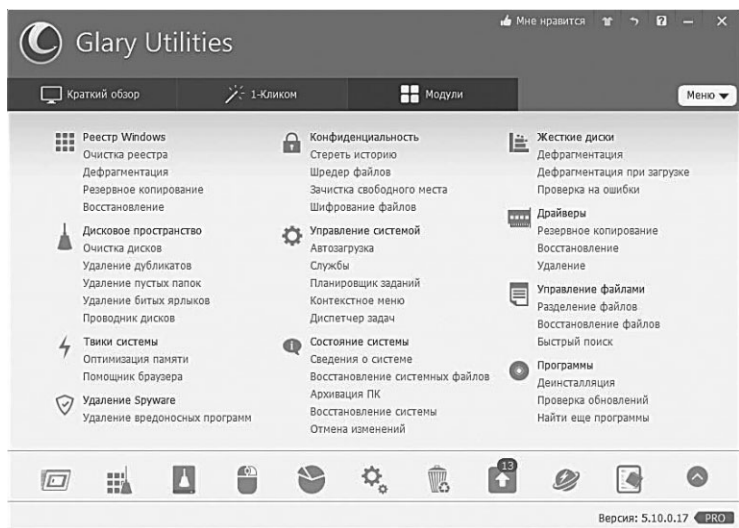 Мне нравится
Glary Utilities
Краткий обзор
1-Кликом
Модули
Меню
Реестр Windows
Очистка реестра
Дефрагментация
Резервное копирование
Восстановление
Дисковое пространство
Очистка дисков
Удаление дубликатов
Удаление пустых папок
Удаление битых ярлыков
Проводник дисков
Твики системы
Оптимизация памяти
Помощник браузера
Удаление Spyware
Удаление вредоносных программ
Конфиденциальность
Стереть историю
Шредер файлов
Зачистка свободного места
Шифрование файлов
Управление системой
Автозагрузка
Службы
Планировщик заданий
Контекстное меню
Диспетчер задач
Состояние системы
Сведения о системе
Восстановление системных файлов
Архивация ПК
Восстановление системы
Отмена изменений
Жесткие диски
Дефрагментация
Дефрагментация при загрузке
Проверка на ошибки
Драйверы
Резервное копирование
Восстановление
Удаление
Управление файлами
Разделение файлов
Восстановление файлов
Быстрый поиск
Программы
Деинсталляция
Проверка обновлений
Найти еще программы
13
Версия: 5.10.0.17 PRO